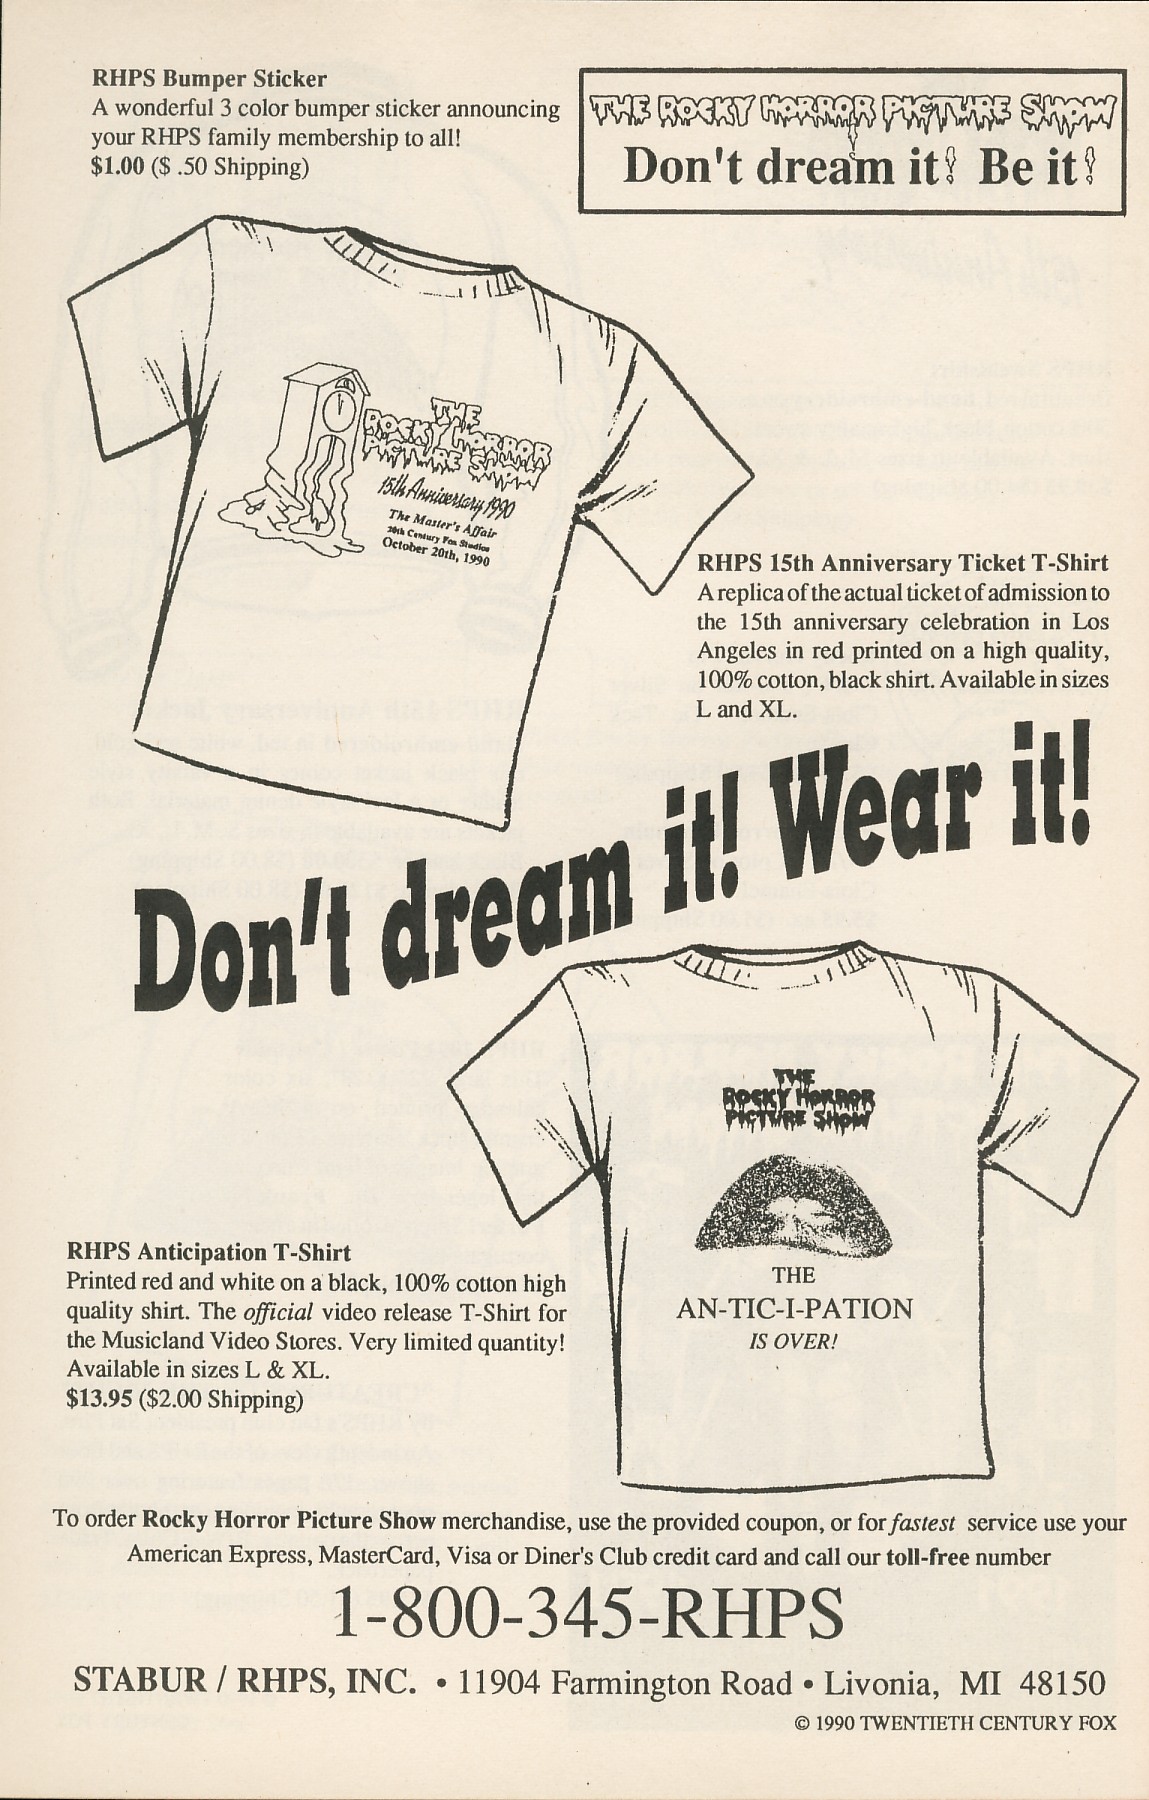 RHPS Bumper Sticker
A wonderful 3 color bumper sticker announcing
your RHPS family membership to all!
$1.00 ($ .50 Shipping)
THE ROCKY HORROR PICTURE SHOW
Don't dream it! Be it!
THE
ROCKY HORROR
PICTURE SHOW
15th Anniversary 1990
The Master's Affair
20th Century Fox Studios
October 20th, 1990
RHPS 15th Anniversary Ticket T-Shirt
A replica of the actual ticket of admission to
the 15th anniversary celebration in Los
Angeles in red printed on a high quality,
100% cotton, black shirt. Available in sizes
L and XL.
Don't dream it! Wear it!
THE
ROCKY HORROR
PICTURE SHOW
THE
AN-TIC-I-PATION
IS OVER!
RHPS Anticipation T-Shirt
Printed red and white on a black, 100% cotton high
quality shirt. The official video release T-Shirt for
the Musicland Video Stores. Very limited quantity!
Available in sizes L & XL.
$13.95 ($2.00 Shipping)
To order Rocky Horror Picture Show merchandise, use the provided coupon, or for fastest service use your
American Express, MasterCard, Visa or Diner's Club credit card and call our toll-free number
1-800-345-RHPS
STABUR / RHPS, INC. • 11904 Farmington Road • Livonia, MI 48150
© 1990 TWENTIETH CENTURY FOX